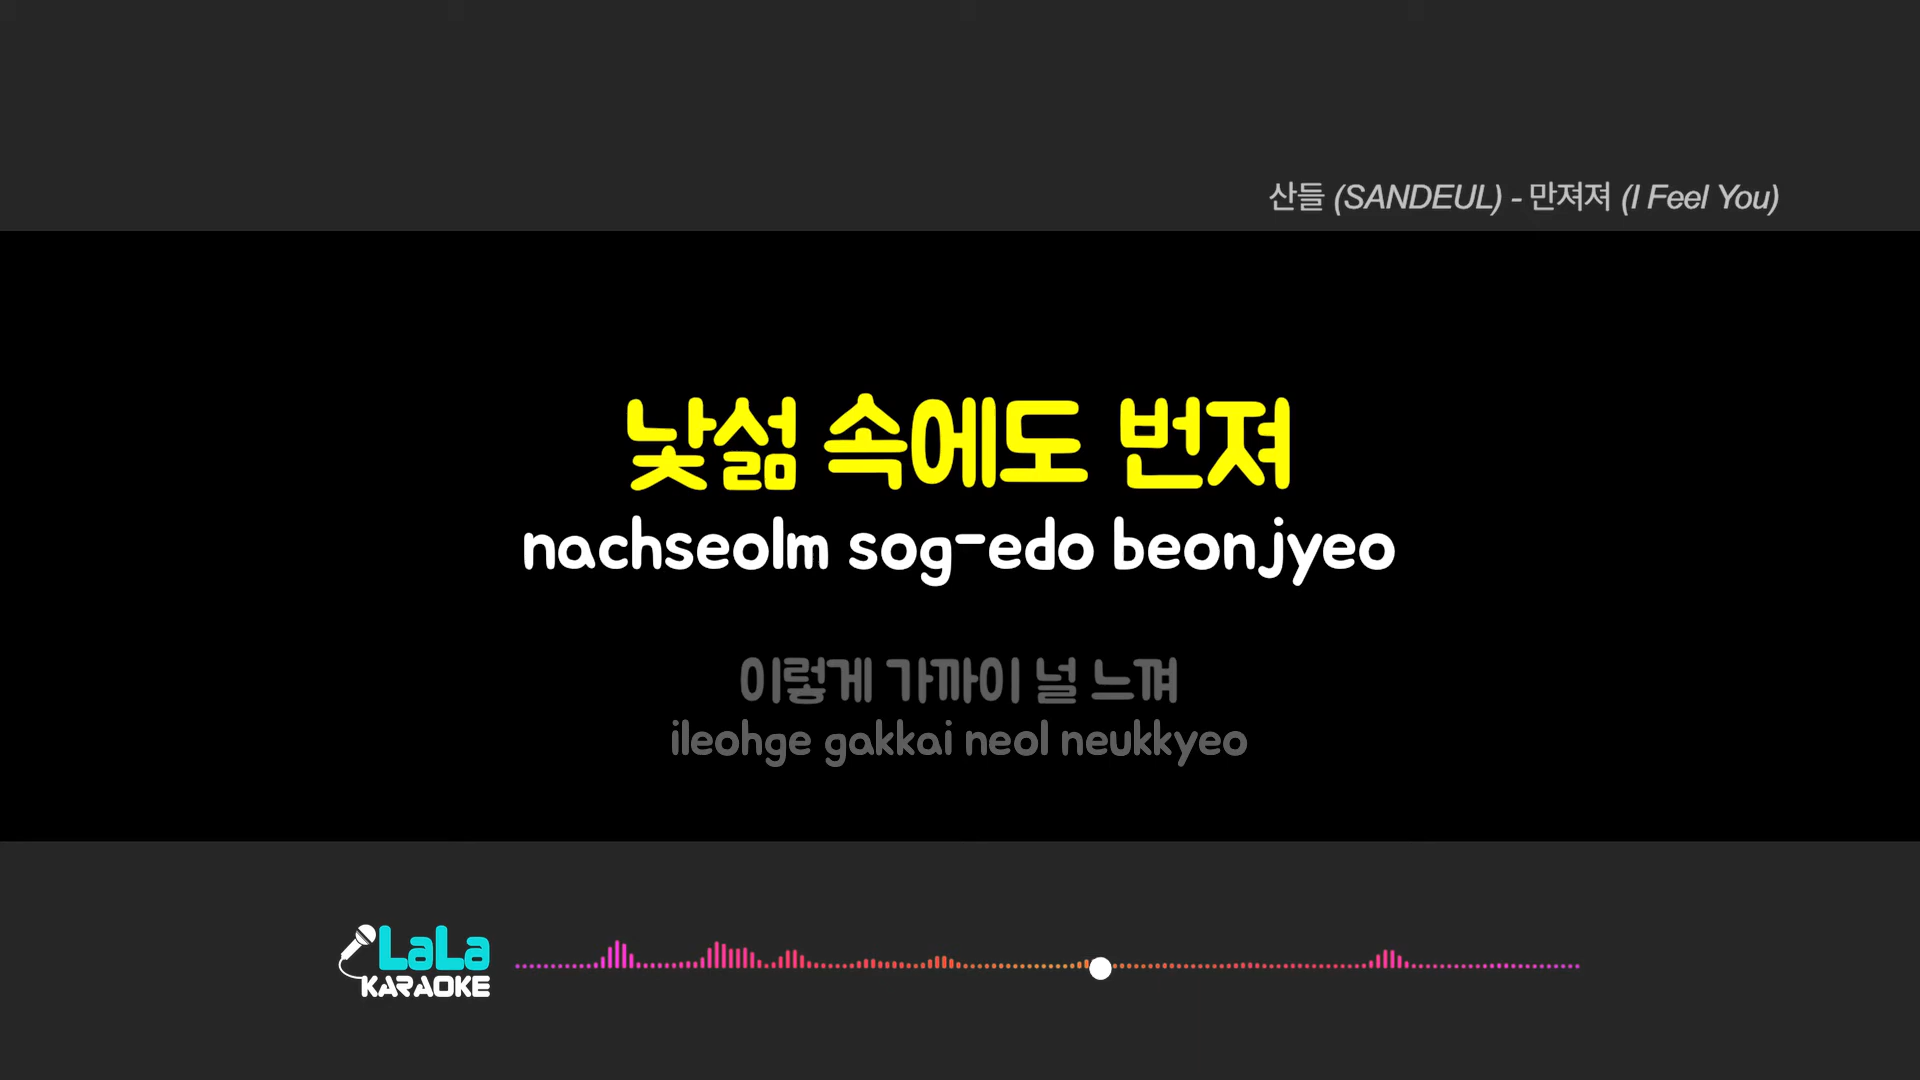 산들 (SANDEUL) - 만져져 (I Feel You)
낯섦 속에도 번져
nachseolm sog-edo beonjyeo
이렇게 가까이 널 느껴
ileohge gakkai neol neukkyeo
LaLa
KARAOKE